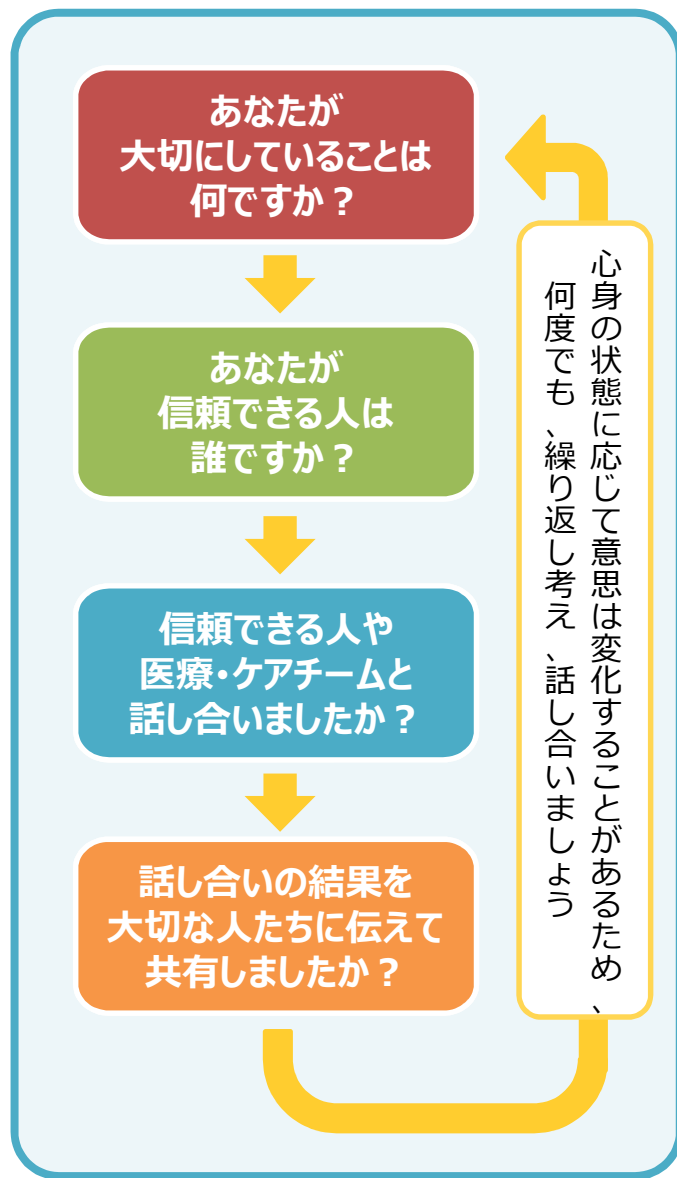 あなたが
大切にしていることは
何ですか？
あなたが
信頼できる人は
誰ですか？
信頼できる人や
医療・ケアチームと
話し合いましたか？
話し合いの結果を
大切な人たちに伝えて
共有しましたか？
心身の状態に応じて意思は変化することがあるため、
何度でも、繰り返し考え、話し合いましょう